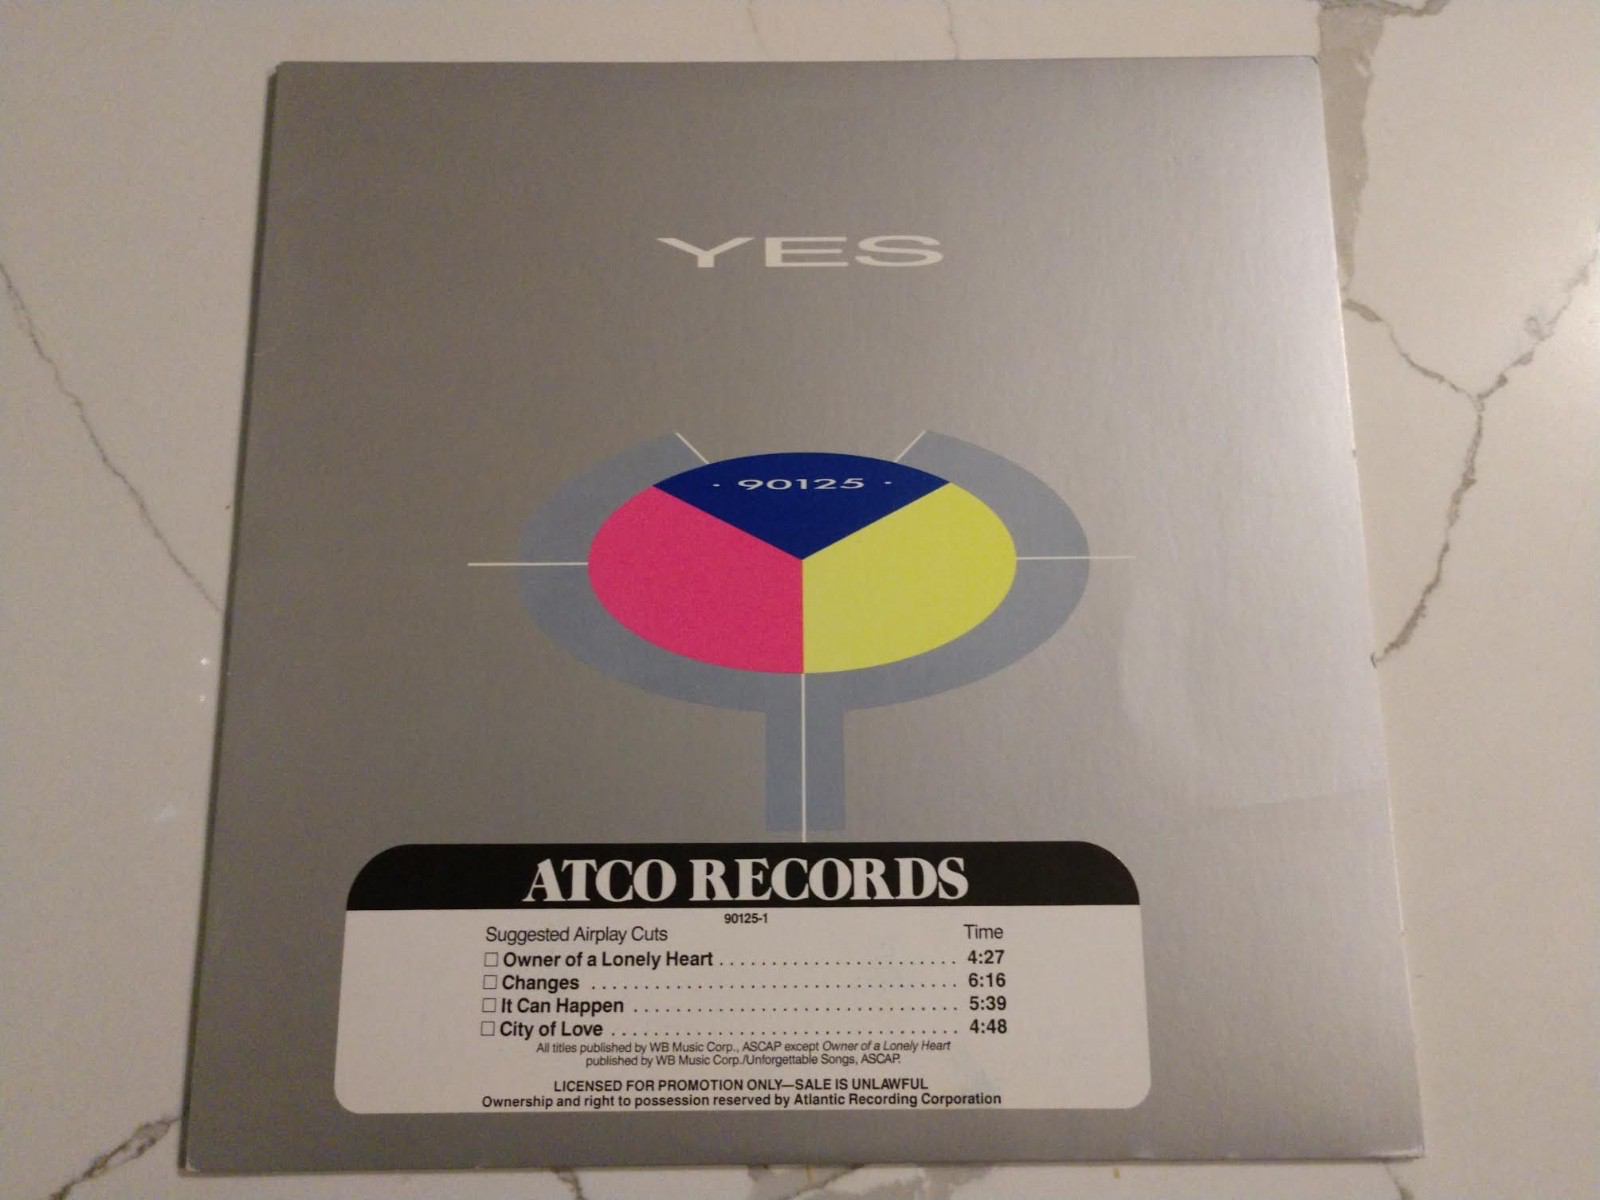 YES
· 90125 ·
ATCO RECORDS
90125-1
Suggested Airplay Cuts Time
☐ Owner of a Lonely Heart ........................ 4:27
☐ Changes .................................... 6:16
☐ It Can Happen ................................ 5:39
☐ City of Love .................................. 4:48
All titles published by WB Music Corp., ASCAP except Owner of a Lonely Heart
published by WB Music Corp./Unforgettable Songs, ASCAP.
LICENSED FOR PROMOTION ONLY—SALE IS UNLAWFUL
Ownership and right to possession reserved by Atlantic Recording Corporation